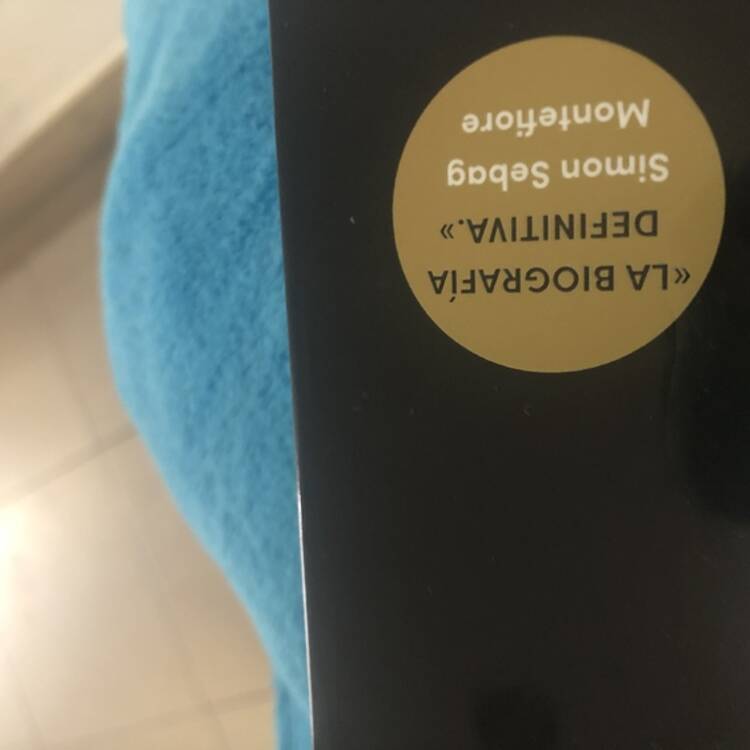 «LA BIOGRAFÍA
DEFINITIVA.»
Simon Sebag
Montefiore